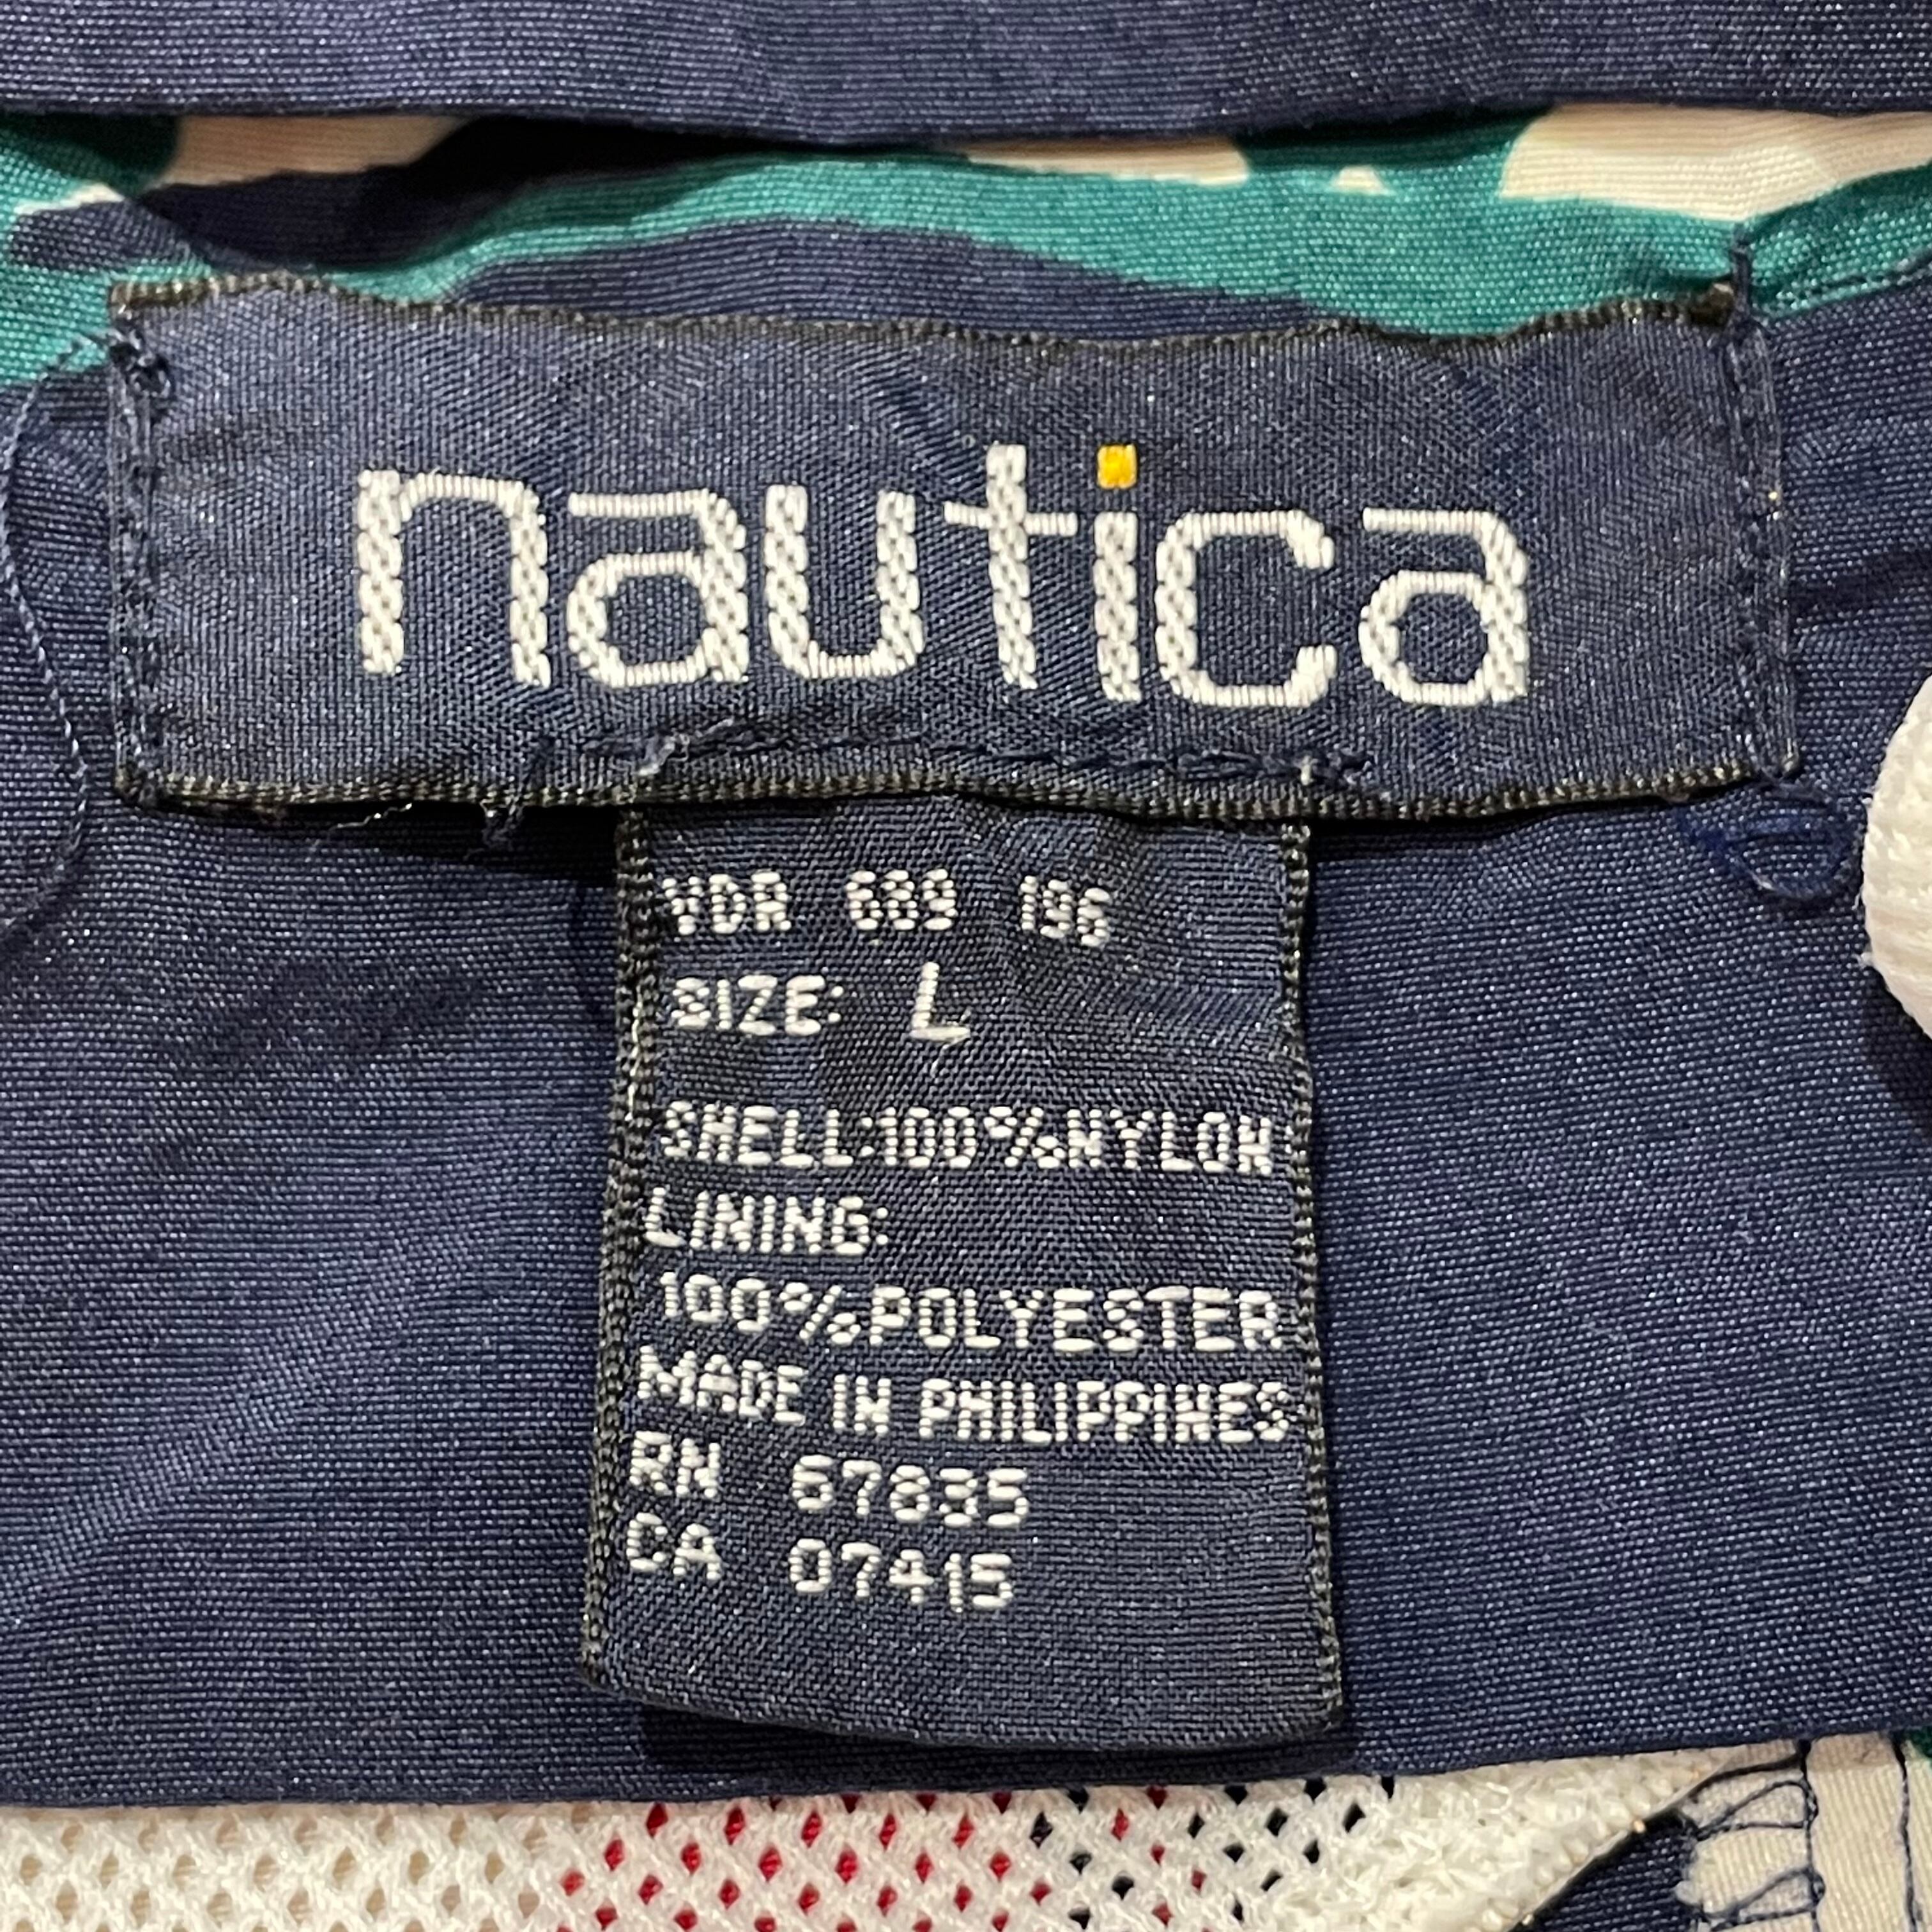 nautica
VDR 689 196
SIZE: L
SHELL:100%NYLON
LINING:
100%POLYESTER
MADE IN PHILIPPINES
RN 67835
CA 07415